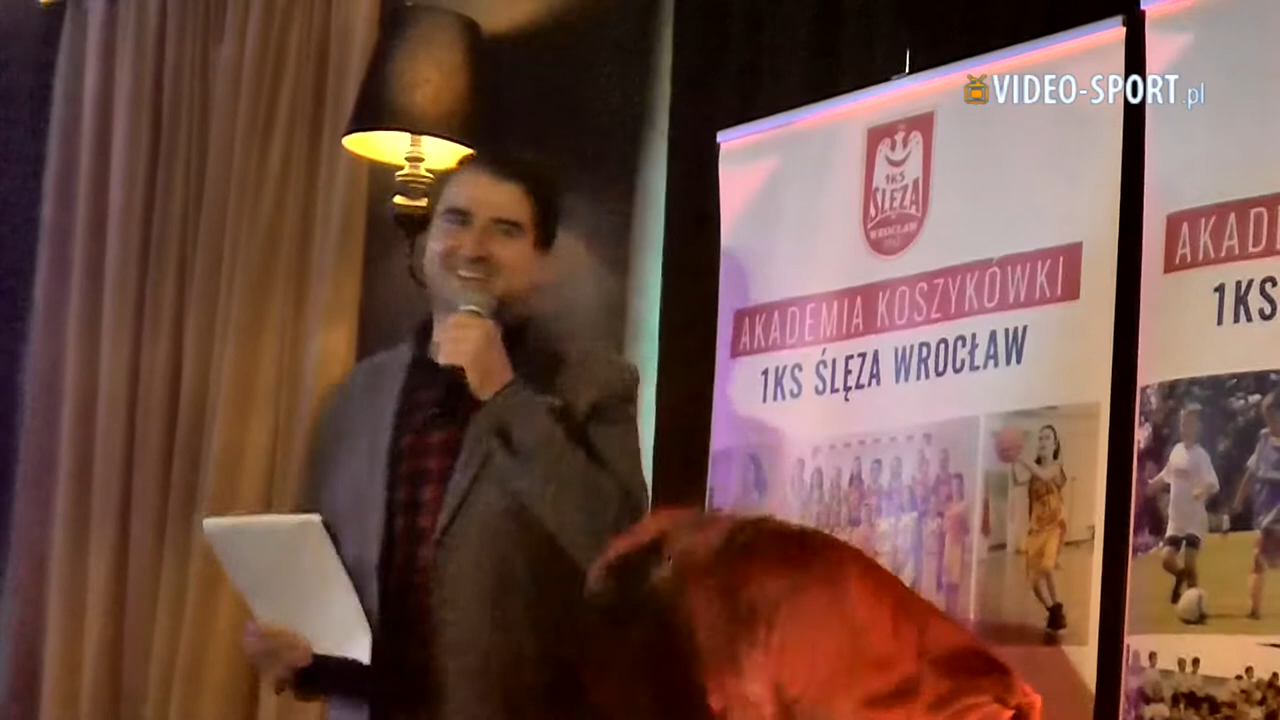 VIDEO-SPORT.pl
1KS
ŚLĘZA
WROCŁAW
AKADEMIA KOSZYKÓWKI
1KS ŚLĘZA WROCŁAW
AKAD
1KS